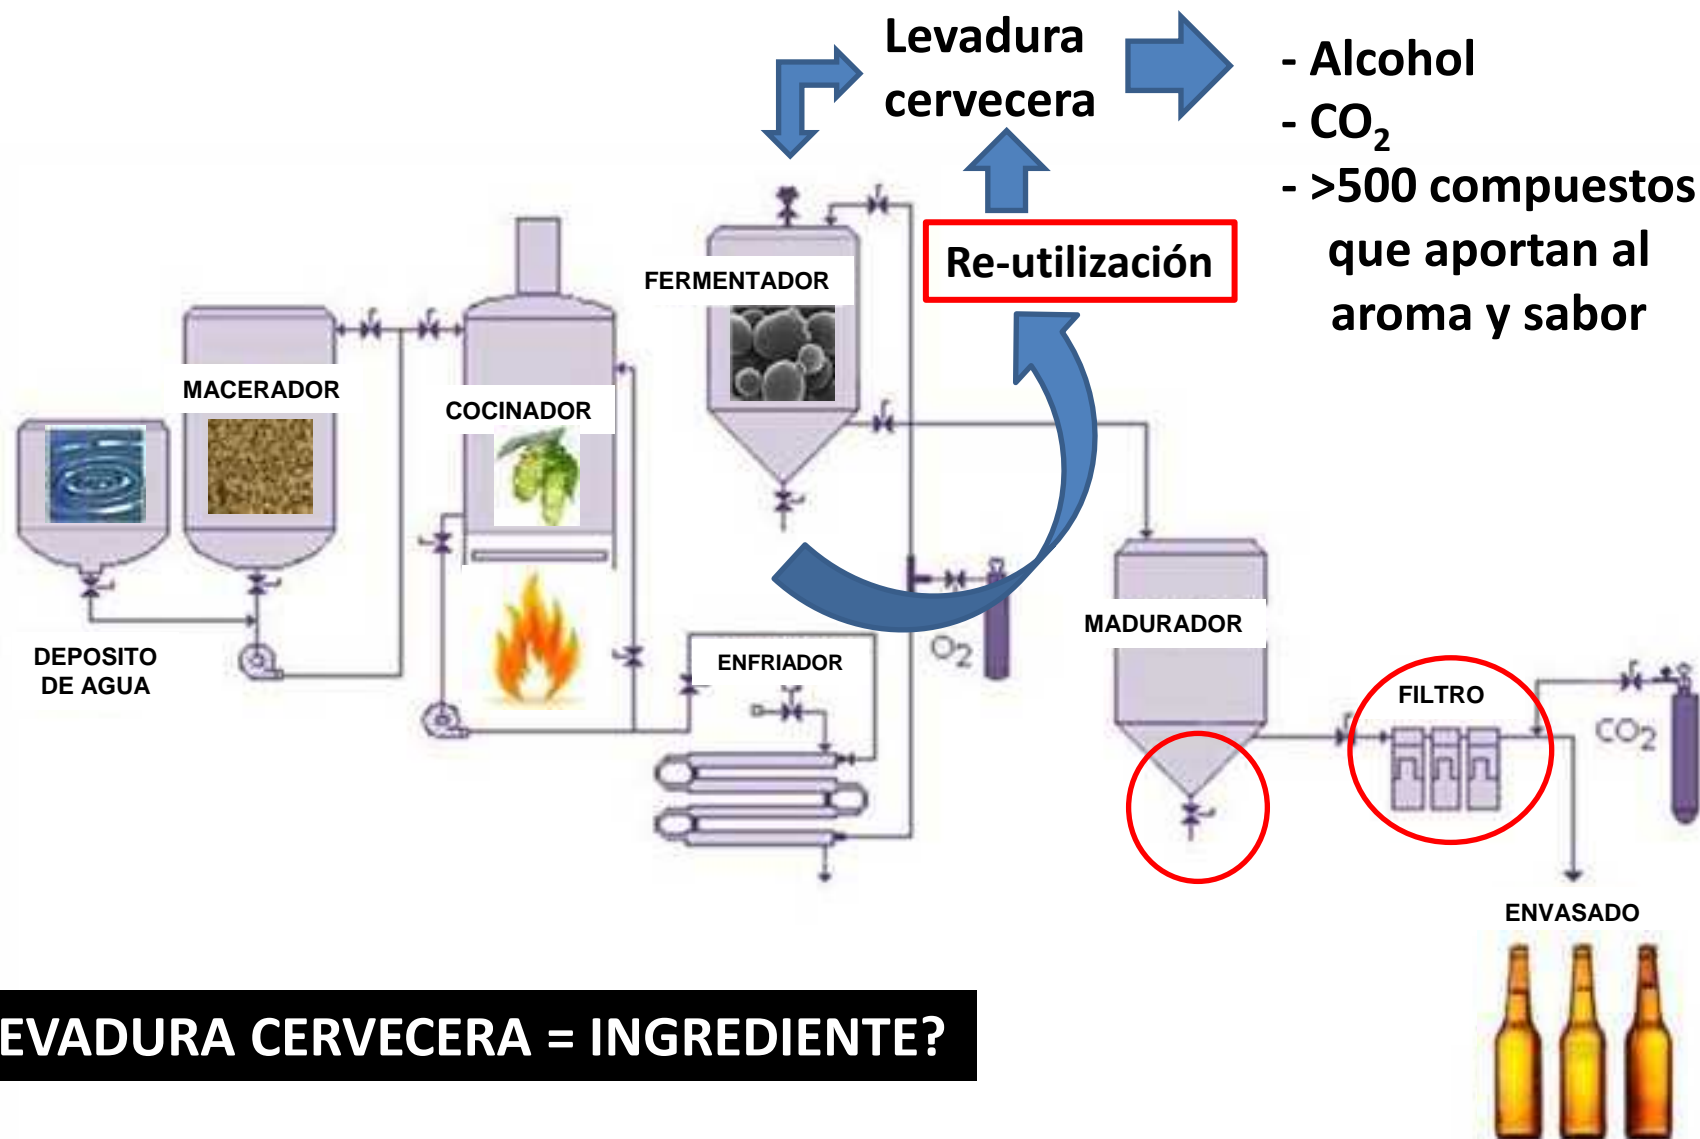 Levadura
cervecera
- Alcohol
- CO₂
- >500 compuestos
que aportan al
aroma y sabor
Re-utilización
FERMENTADOR
MACERADOR
COCINADOR
DEPOSITO
DE AGUA
ENFRIADOR
O₂
MADURADOR
FILTRO
CO₂
ENVASADO
EVADURA CERVECERA = INGREDIENTE?